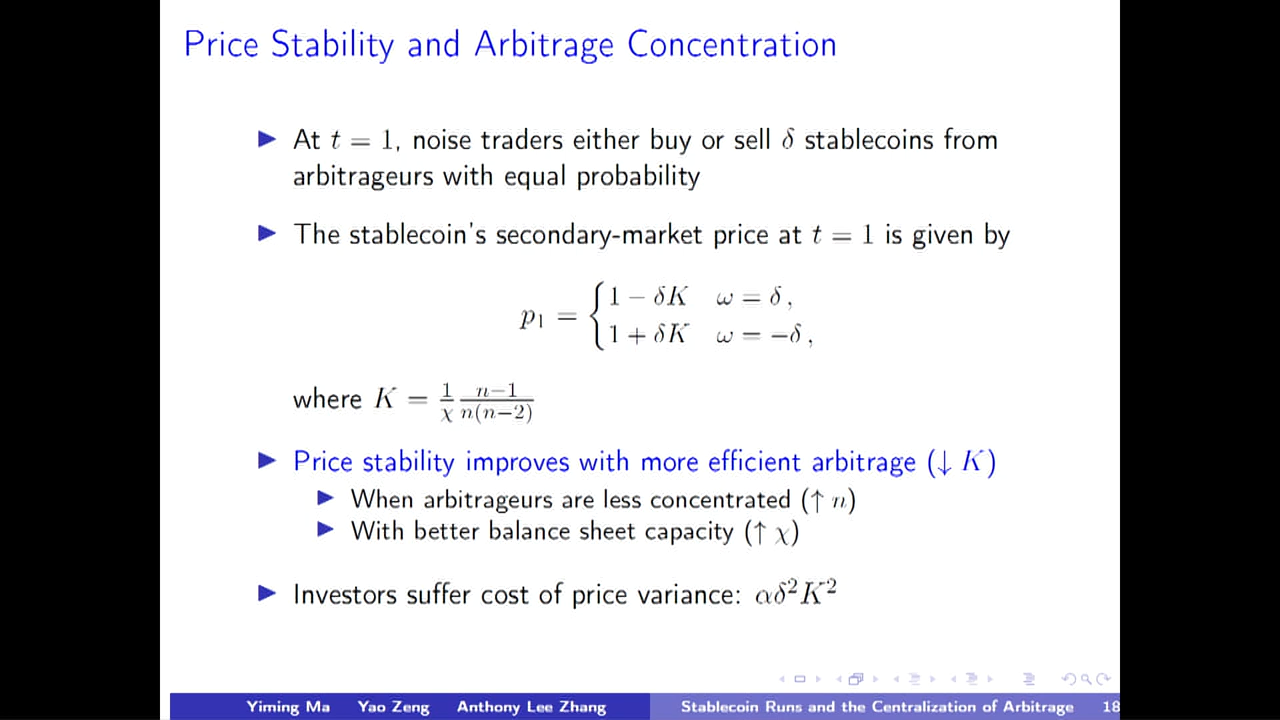 Price Stability and Arbitrage Concentration
▶ At t = 1, noise traders either buy or sell δ stablecoins from
arbitrageurs with equal probability
▶ The stablecoin's secondary-market price at t = 1 is given by
p₁ = { 1 − δK   ω = δ ,
1 + δK   ω = −δ ,
where K = \frac{1}{χ} \frac{n−1}{n(n−2)}
▶ Price stability improves with more efficient arbitrage (↓ K)
▶ When arbitrageurs are less concentrated (↑ n)
▶ With better balance sheet capacity (↑ χ)
▶ Investors suffer cost of price variance: αδ²K²
Yiming Ma   Yao Zeng   Anthony Lee Zhang   Stablecoin Runs and the Centralization of Arbitrage   18